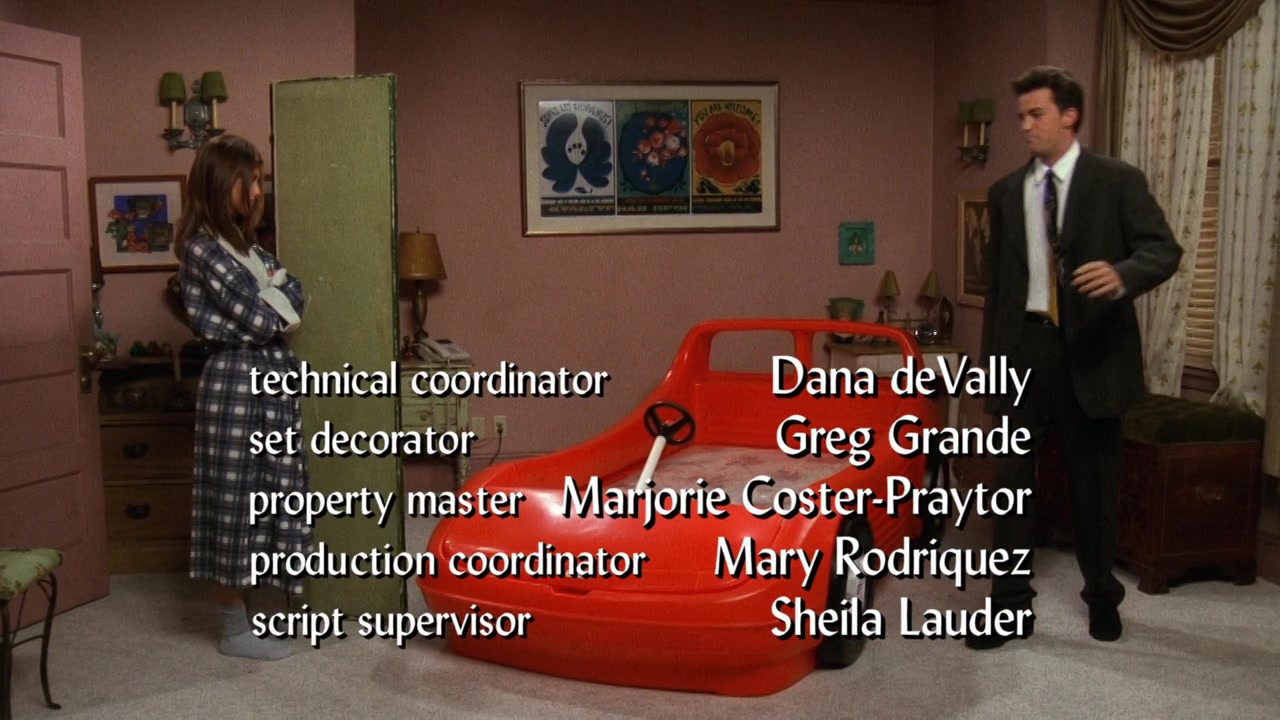 technical coordinator Dana deVally
set decorator Greg Grande
property master Marjorie Coster-Praytor
production coordinator Mary Rodriquez
script supervisor Sheila Lauder